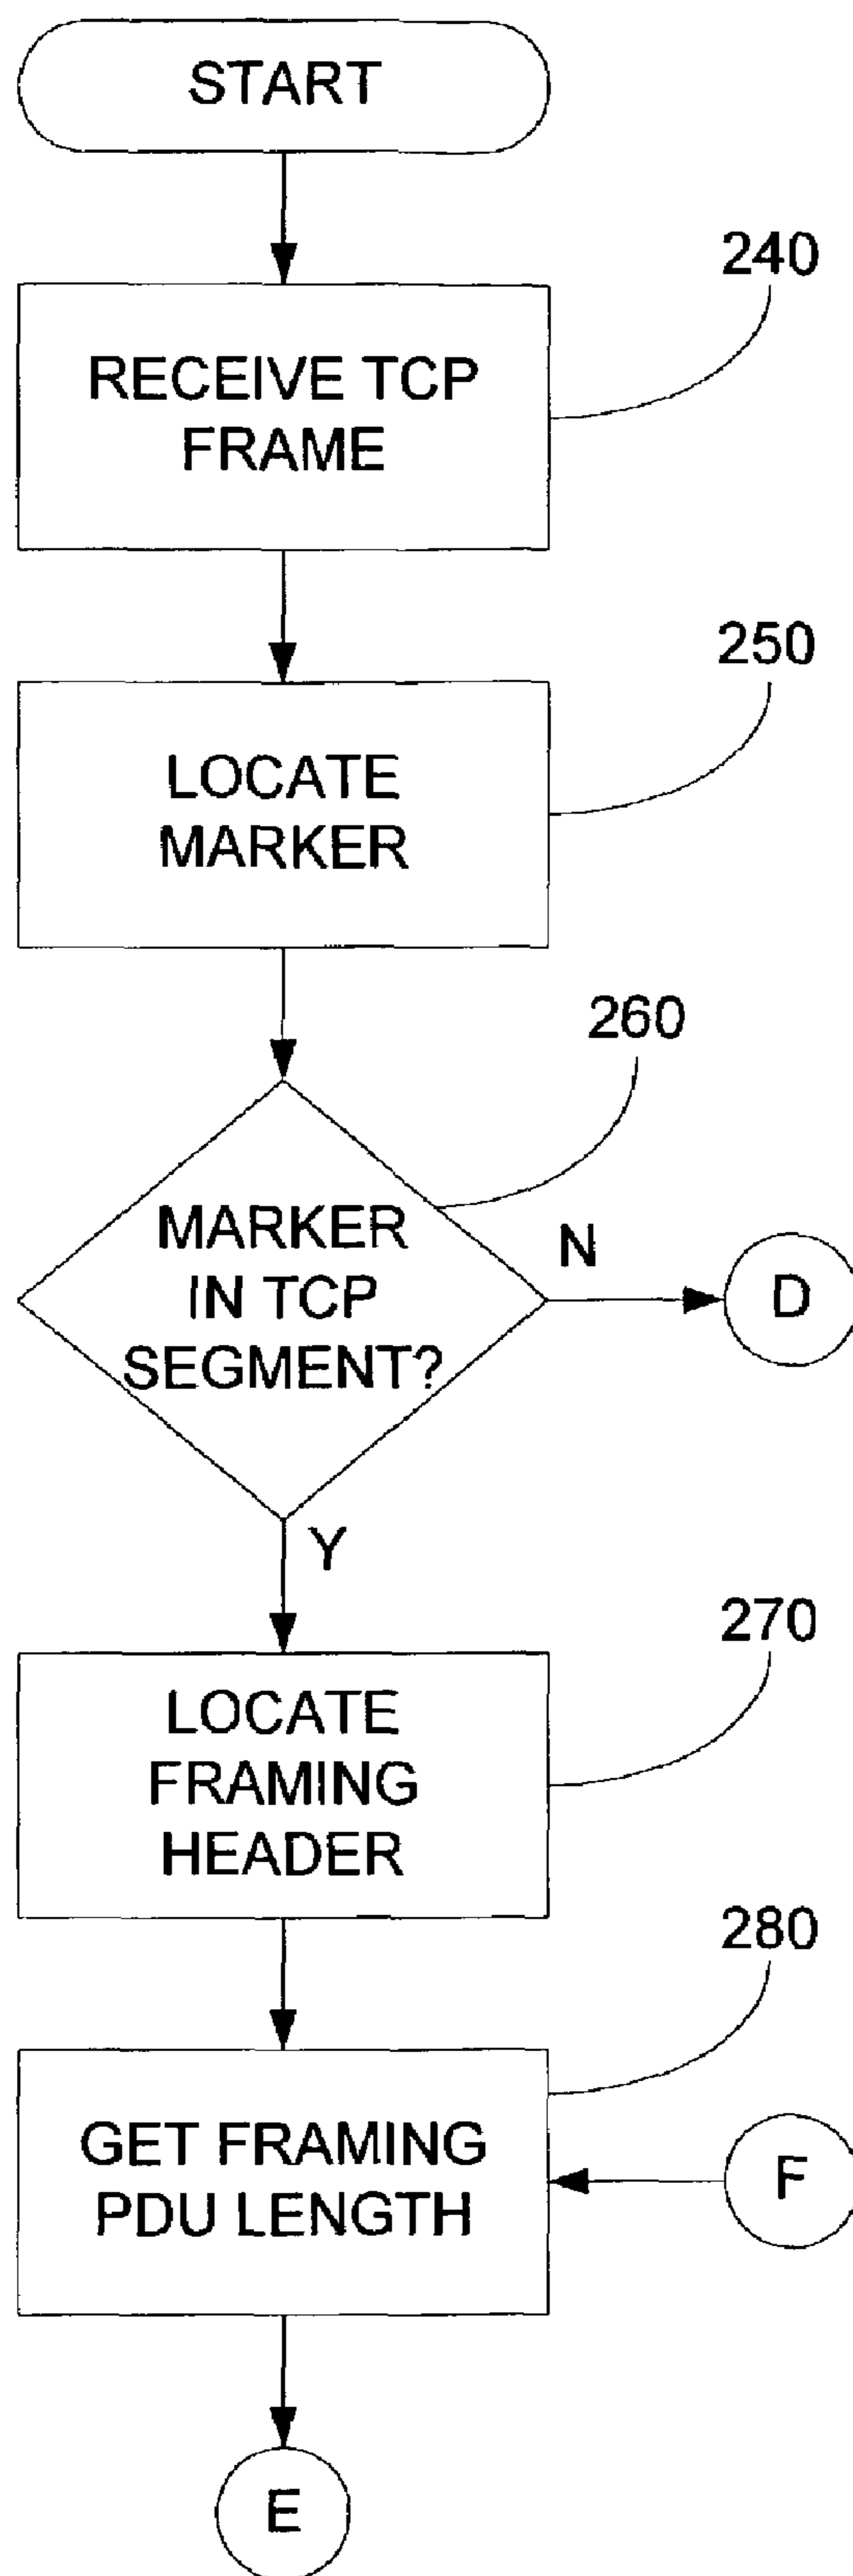 START
240
RECEIVE TCP
FRAME
250
LOCATE
MARKER
260
MARKER
IN TCP
SEGMENT?
N
D
Y
270
LOCATE
FRAMING
HEADER
280
GET FRAMING
PDU LENGTH
F
E